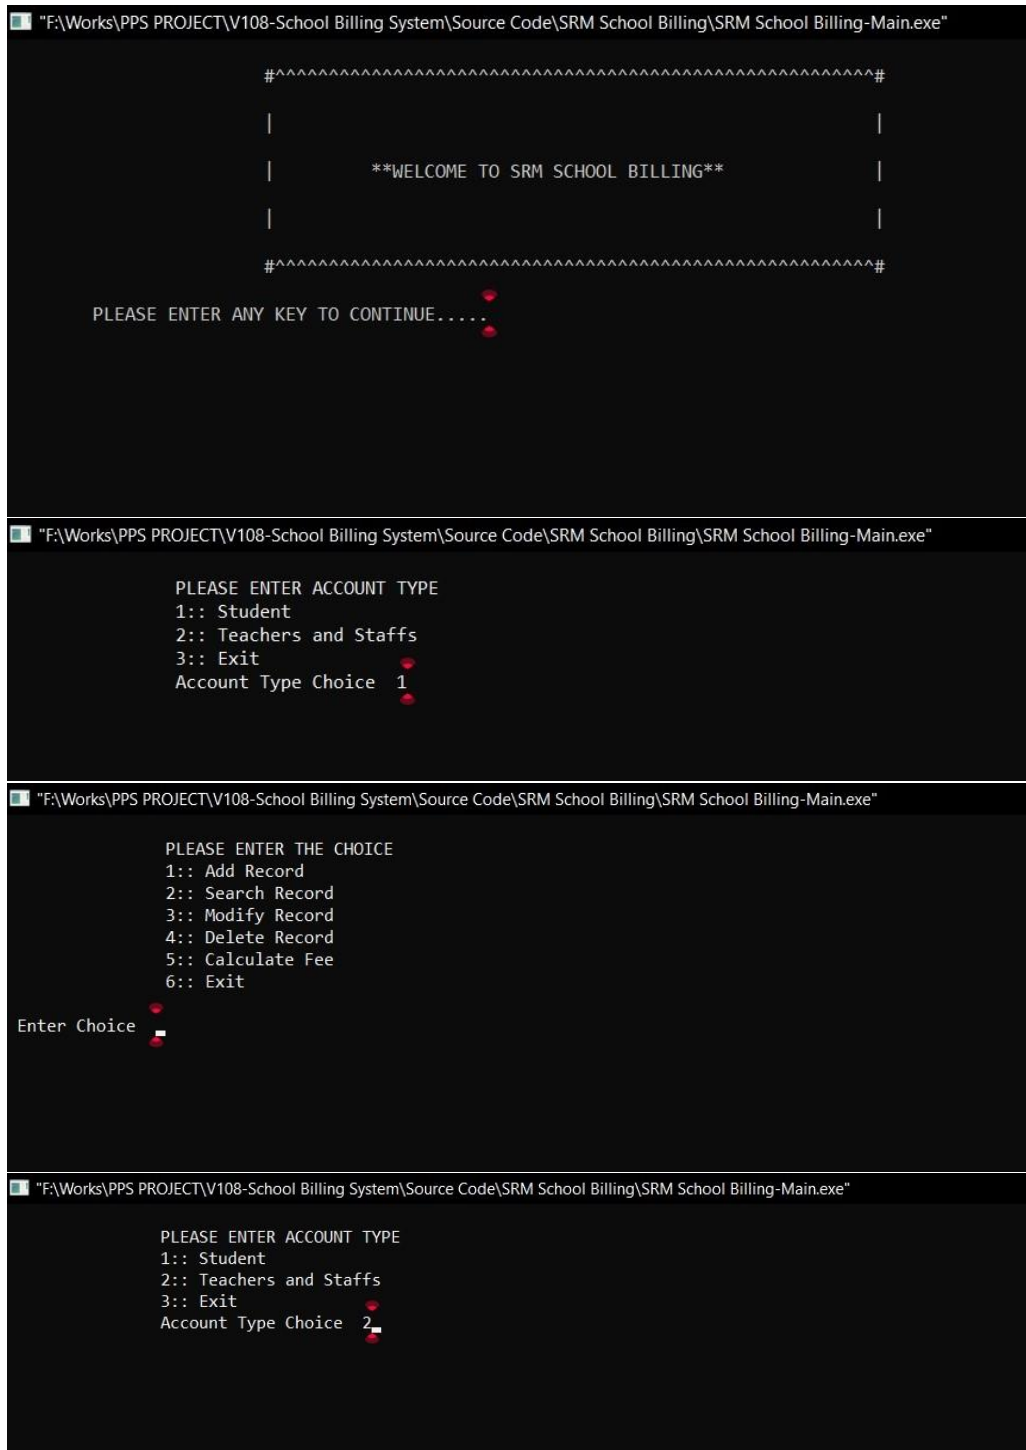 "F:\Works\PPS PROJECT\V108-School Billing System\Source Code\SRM School Billing\SRM School Billing-Main.exe"
#^^^^^^^^^^^^^^^^^^^^^^^^^^^^^^^^^^^^^^^^^^^^^^^^^^^^^^^^#
| |
| **WELCOME TO SRM SCHOOL BILLING** |
| |
#^^^^^^^^^^^^^^^^^^^^^^^^^^^^^^^^^^^^^^^^^^^^^^^^^^^^^^^^#
PLEASE ENTER ANY KEY TO CONTINUE.....
"F:\Works\PPS PROJECT\V108-School Billing System\Source Code\SRM School Billing\SRM School Billing-Main.exe"
PLEASE ENTER ACCOUNT TYPE
1:: Student
2:: Teachers and Staffs
3:: Exit
Account Type Choice 1
"F:\Works\PPS PROJECT\V108-School Billing System\Source Code\SRM School Billing\SRM School Billing-Main.exe"
PLEASE ENTER THE CHOICE
1:: Add Record
2:: Search Record
3:: Modify Record
4:: Delete Record
5:: Calculate Fee
6:: Exit
Enter Choice
"F:\Works\PPS PROJECT\V108-School Billing System\Source Code\SRM School Billing\SRM School Billing-Main.exe"
PLEASE ENTER ACCOUNT TYPE
1:: Student
2:: Teachers and Staffs
3:: Exit
Account Type Choice 2